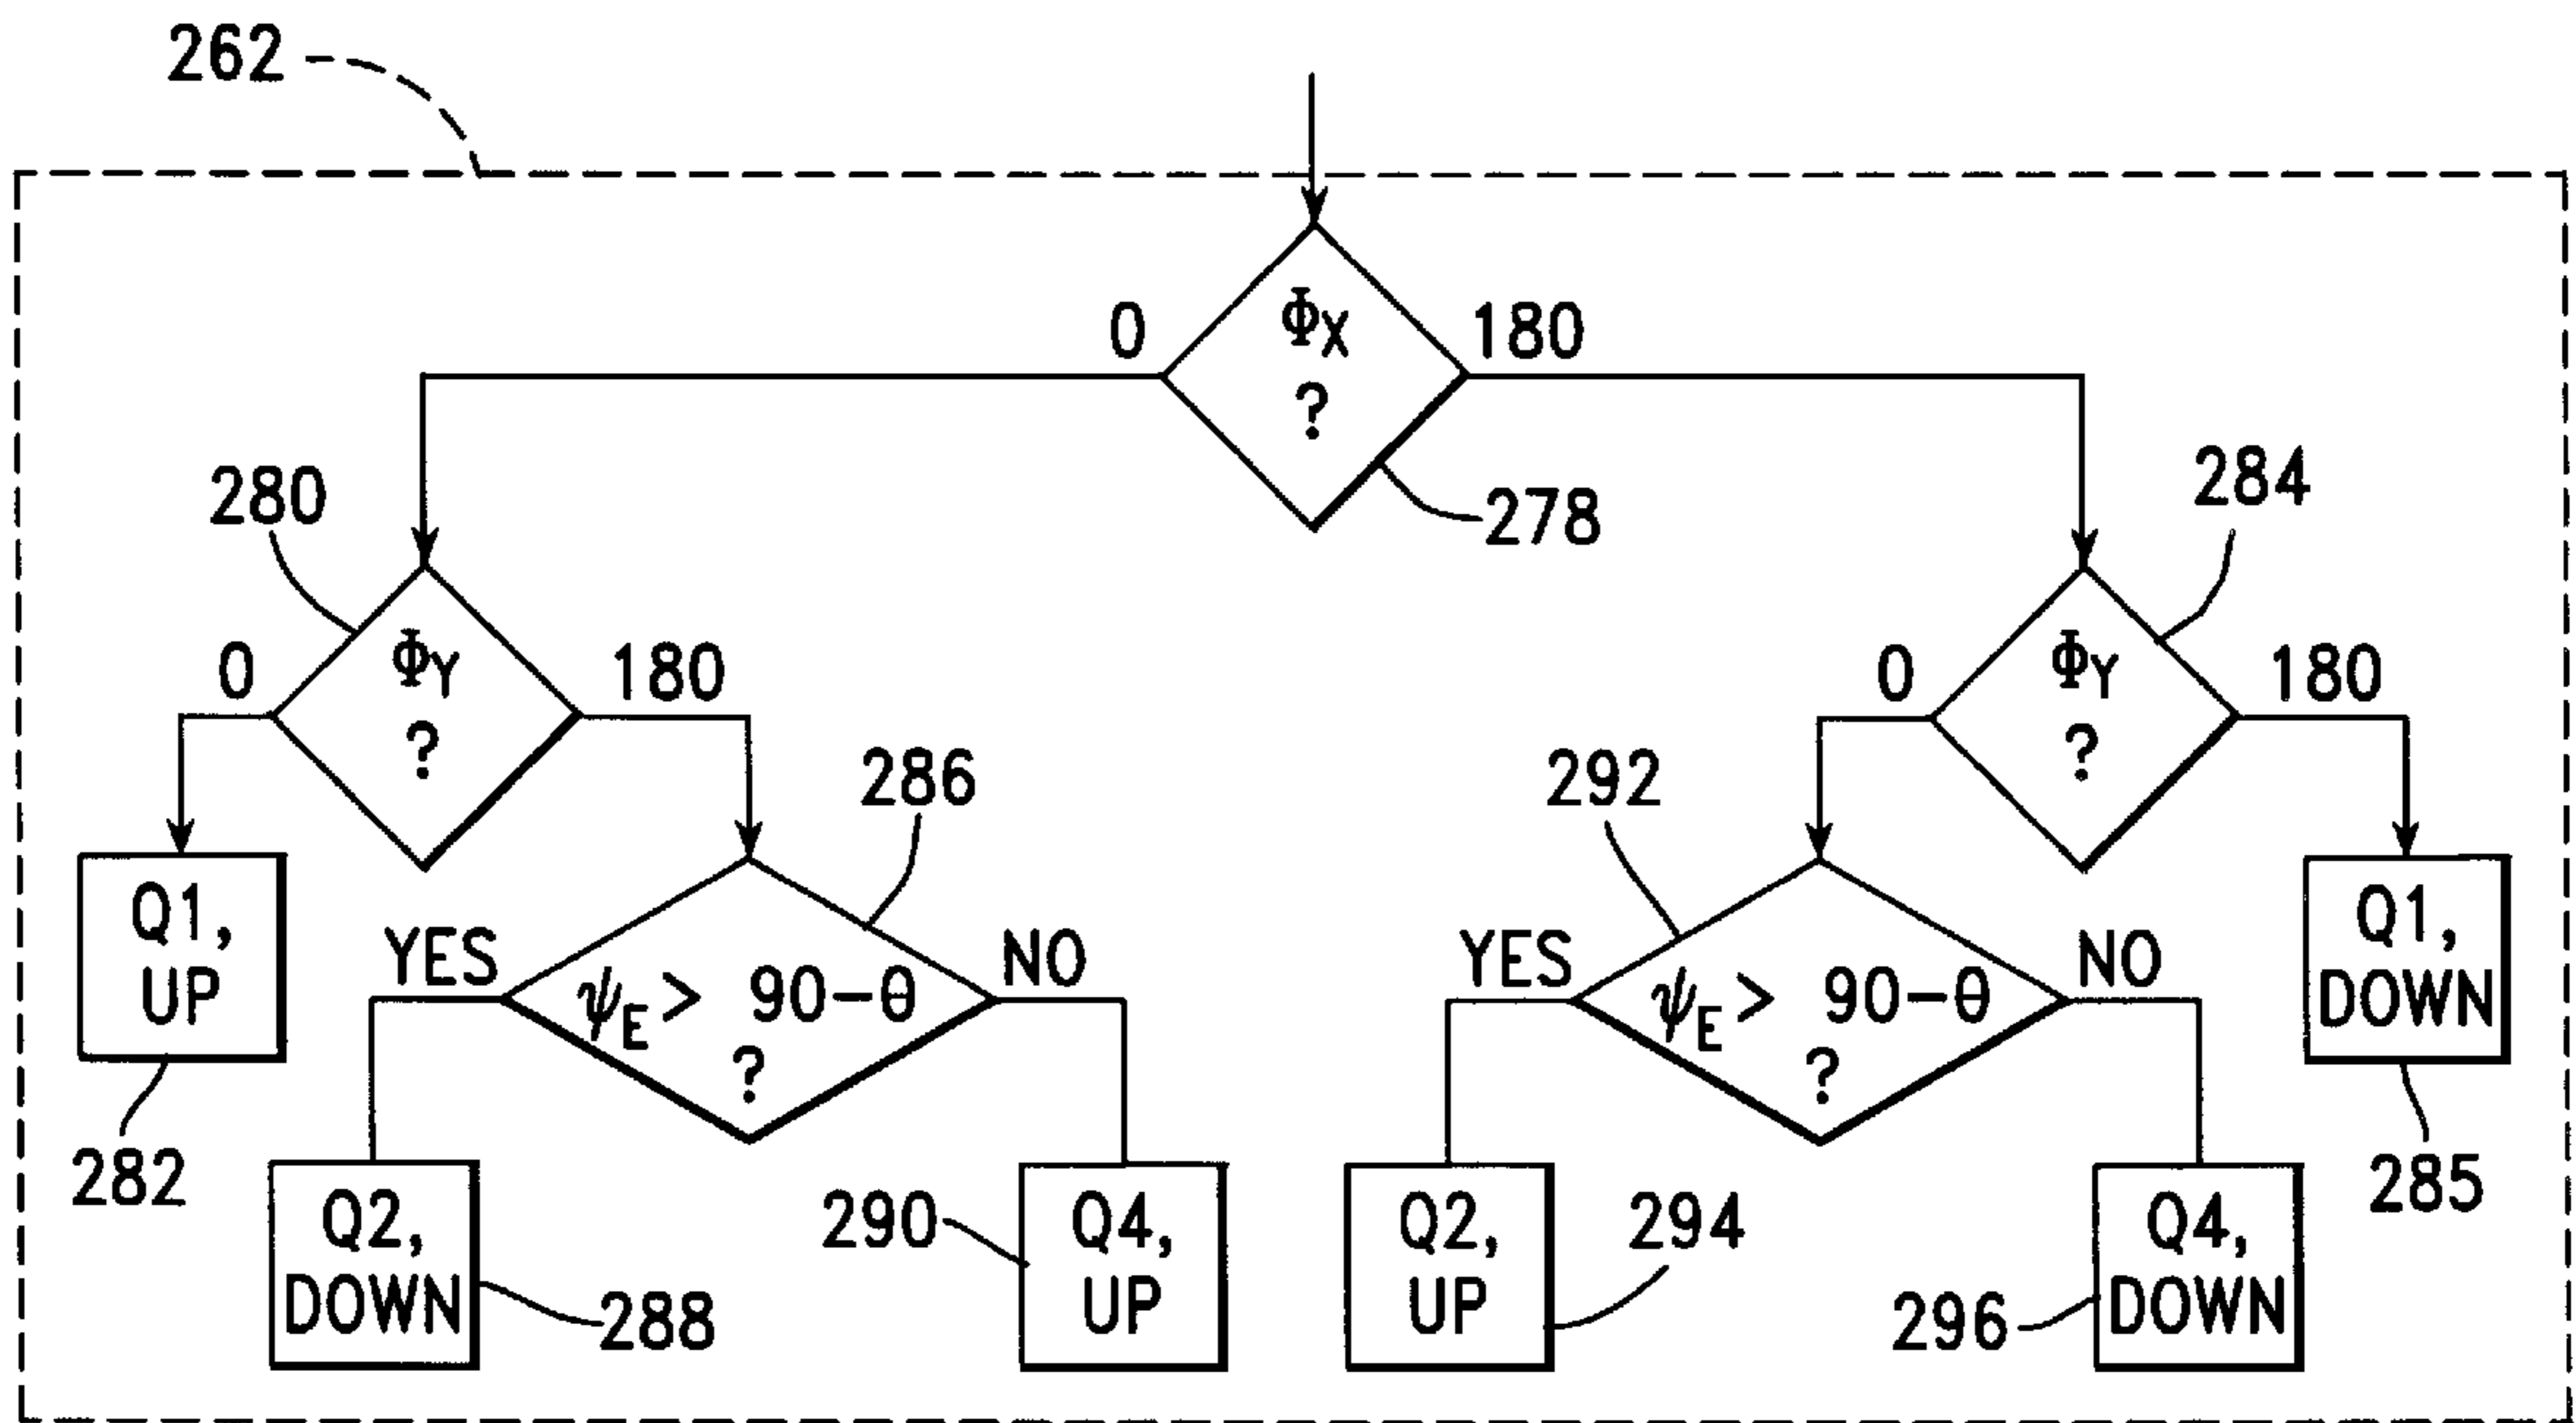 262
0
ΦX
?
180
278
280
0
ΦY
?
180
284
0
ΦY
?
180
286
292
Q1,
UP
282
YES
ψE > 90-θ
?
NO
YES
ψE > 90-θ
?
NO
Q1,
DOWN
285
Q2,
DOWN
288
290
Q4,
UP
Q2,
UP
294
296
Q4,
DOWN